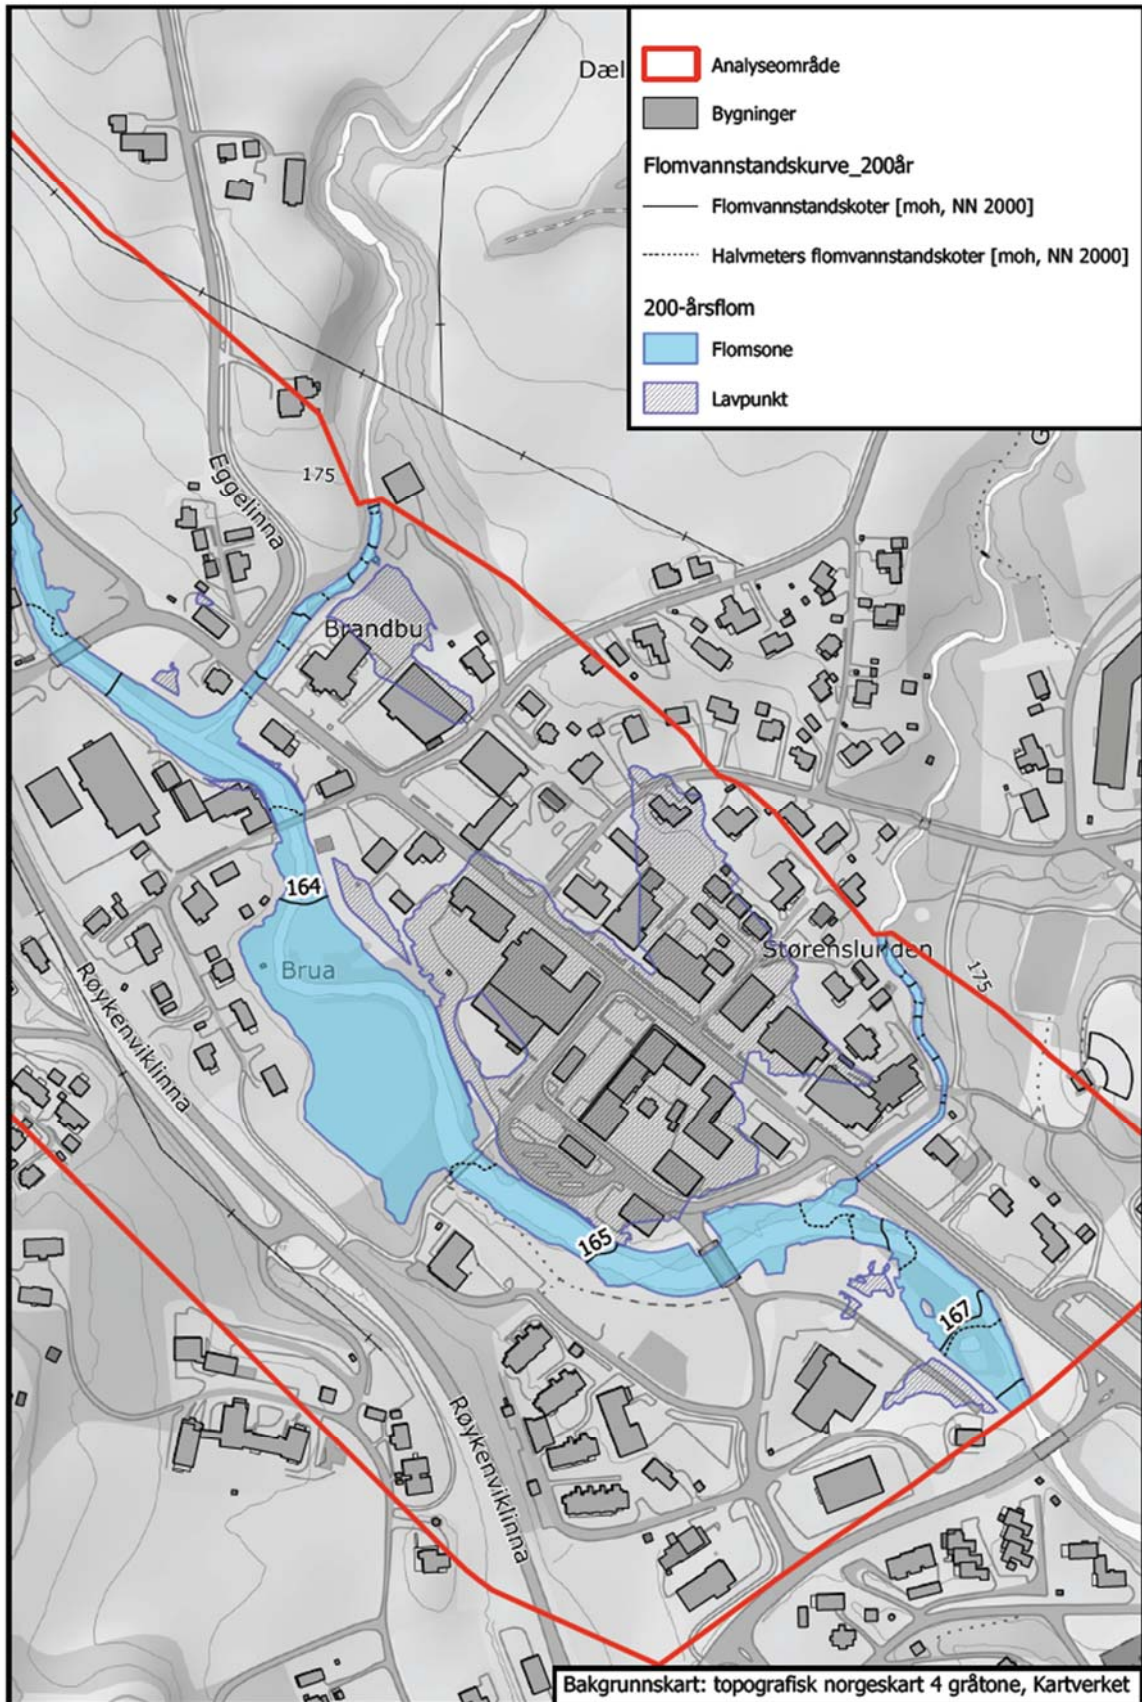 Analyseområde
Bygninger
Flomvannstandskurve_200år
Flomvannstandskoter [moh, NN 2000]
Halvmeters flomvannstandskoter [moh, NN 2000]
200-årsflom
Flomsone
Lavpunkt
Dæl
G
Eggelinna
175
Brandbu
164
Brua
Størenslunden
175
Røykenviklinna
165
167
Røykenviklinna
Bakgrunnskart: topografisk norgeskart 4 gråtone, Kartverket